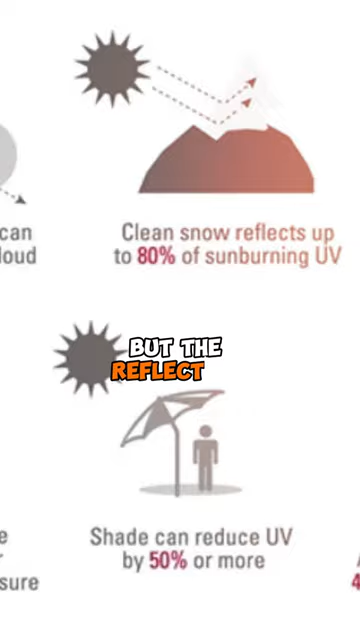 can
loud
Clean snow reflects up
to 80% of sunburning UV
BUT THE
REFLECT
Shade can reduce UV
by 50% or more
e
r
sure
4